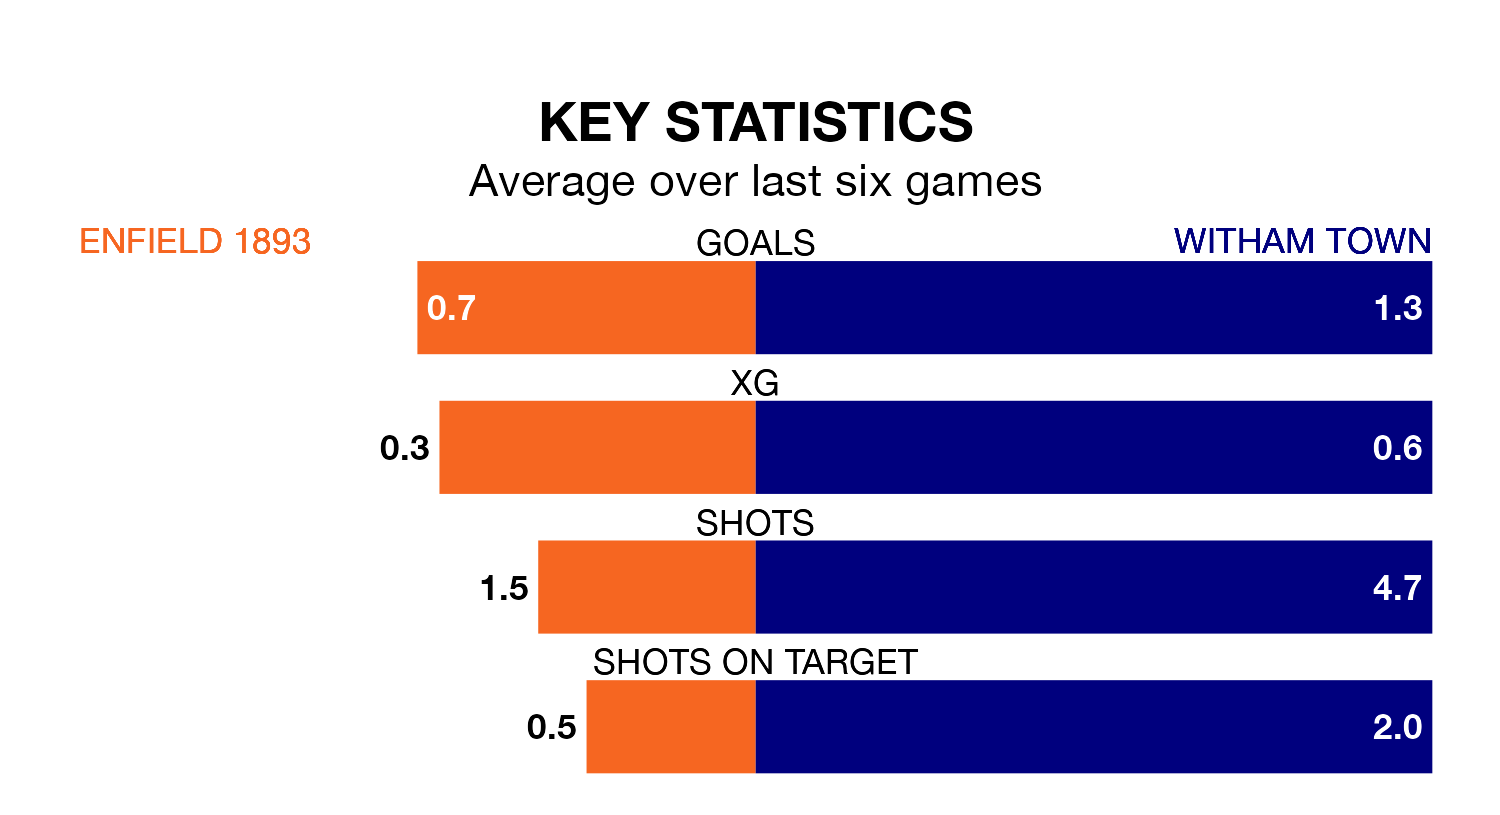 KEY STATISTICS
Average over last six games
ENFIELD 1893 GOALS WITHAM TOWN
0.7 1.3
XG
0.3 0.6
SHOTS
1.5 4.7
SHOTS ON TARGET
0.5 2.0